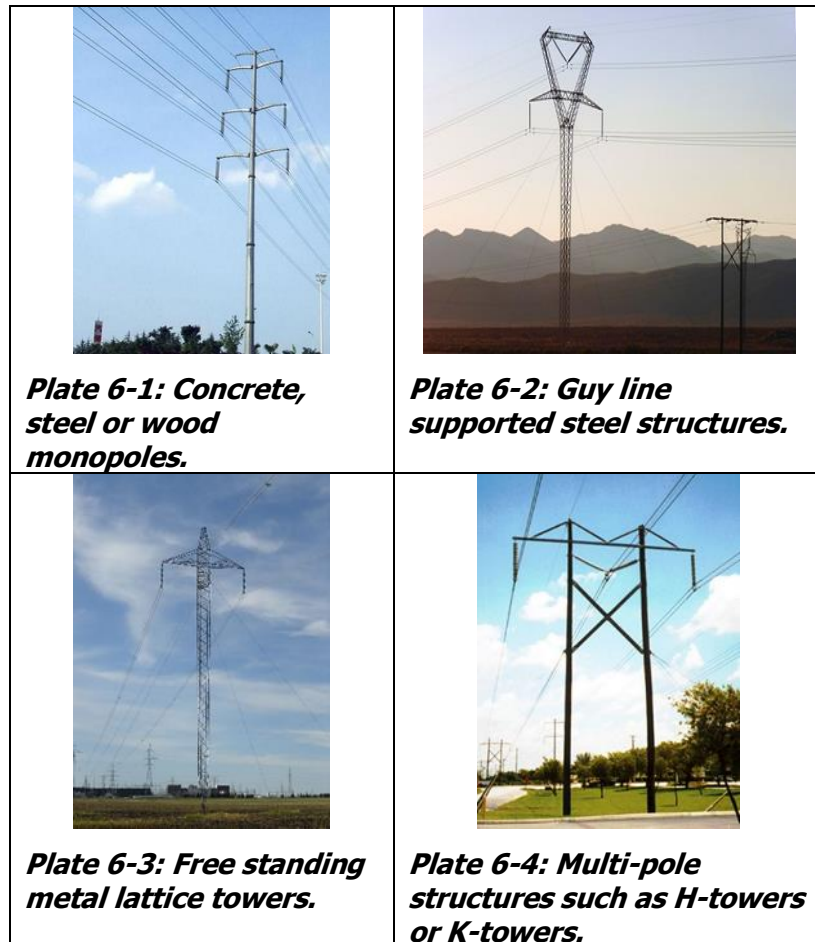 Plate 6-1: Concrete,
steel or wood
monopoles.
Plate 6-2: Guy line
supported steel structures.
Plate 6-3: Free standing
metal lattice towers.
Plate 6-4: Multi-pole
structures such as H-towers
or K-towers.